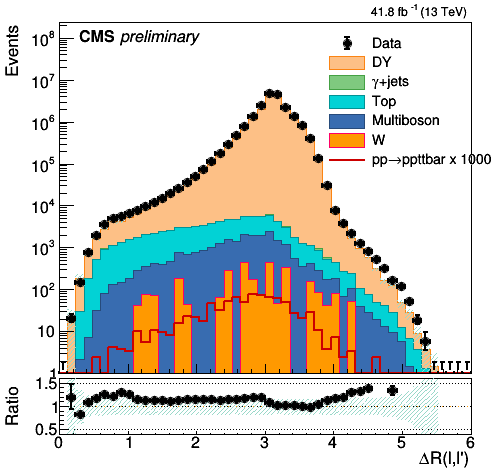 41.8 fb⁻¹ (13 TeV)
CMS preliminary
Events
10⁸
10⁷
10⁶
10⁵
10⁴
10³
10²
10
1
Data
DY
γ+jets
Top
Multiboson
W
pp→ppttbar x 1000
Ratio
1.5
1
0.5
0 1 2 3 4 5 6
ΔR(l,l')